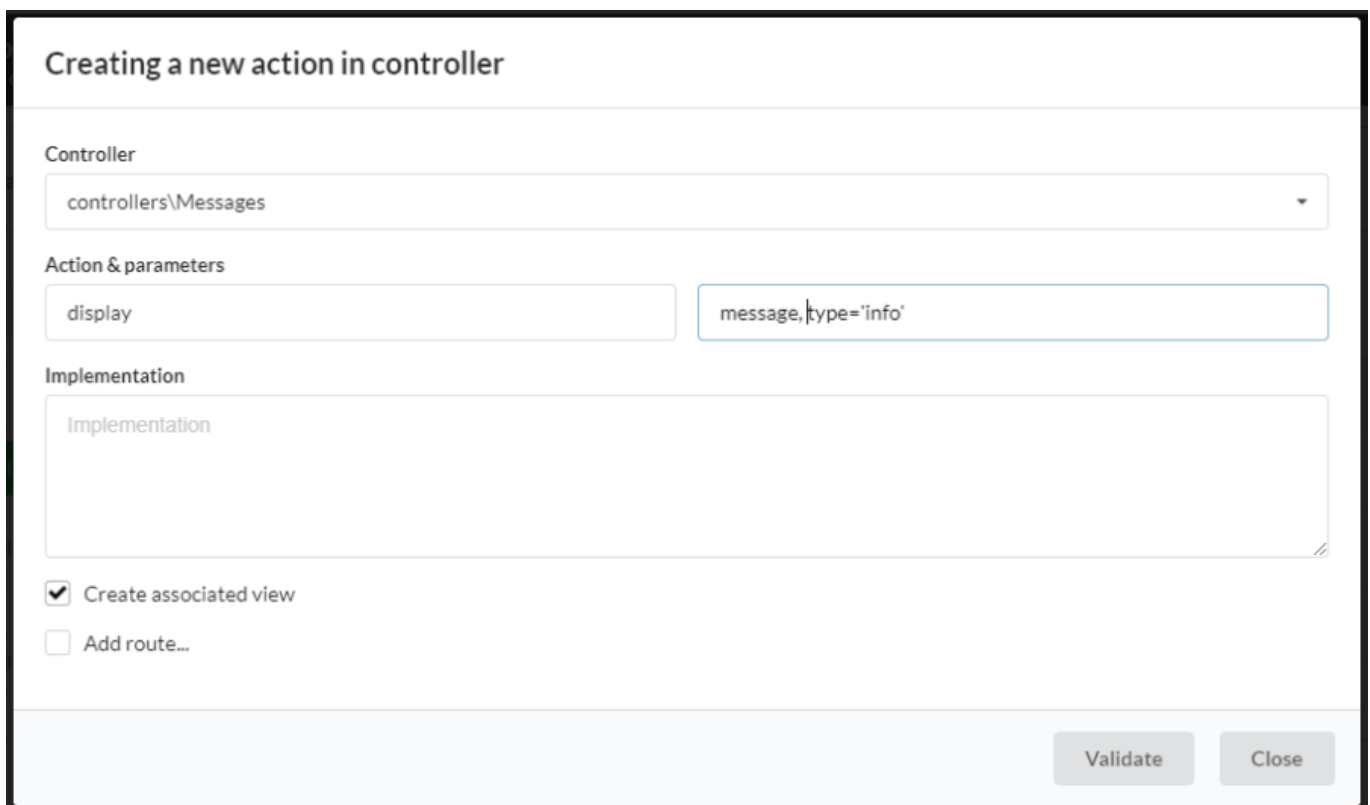 Creating a new action in controller
Controller
controllers\Messages
Action & parameters
display message,type='info'
Implementation
Implementation
Create associated view
Add route...
Validate Close